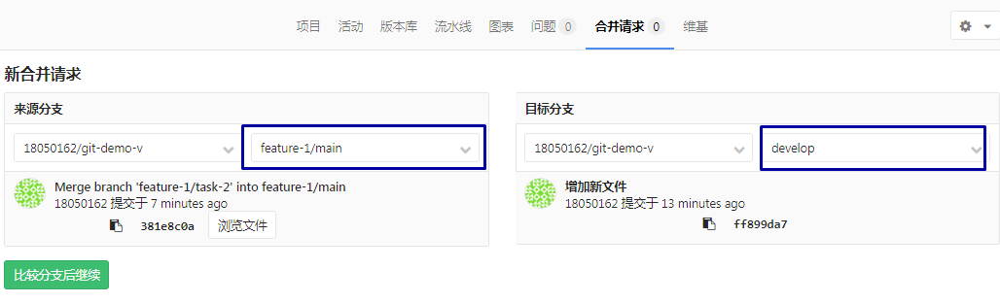 项目 活动 版本库 流水线 图表 问题 0 合并请求 0 维基
新合并请求
来源分支
18050162/git-demo-v feature-1/main
Merge branch 'feature-1/task-2' into feature-1/main
18050162 提交于 7 minutes ago
381e8c0a 浏览文件
目标分支
18050162/git-demo-v develop
增加新文件
18050162 提交于 13 minutes ago
ff899da7
比较分支后继续